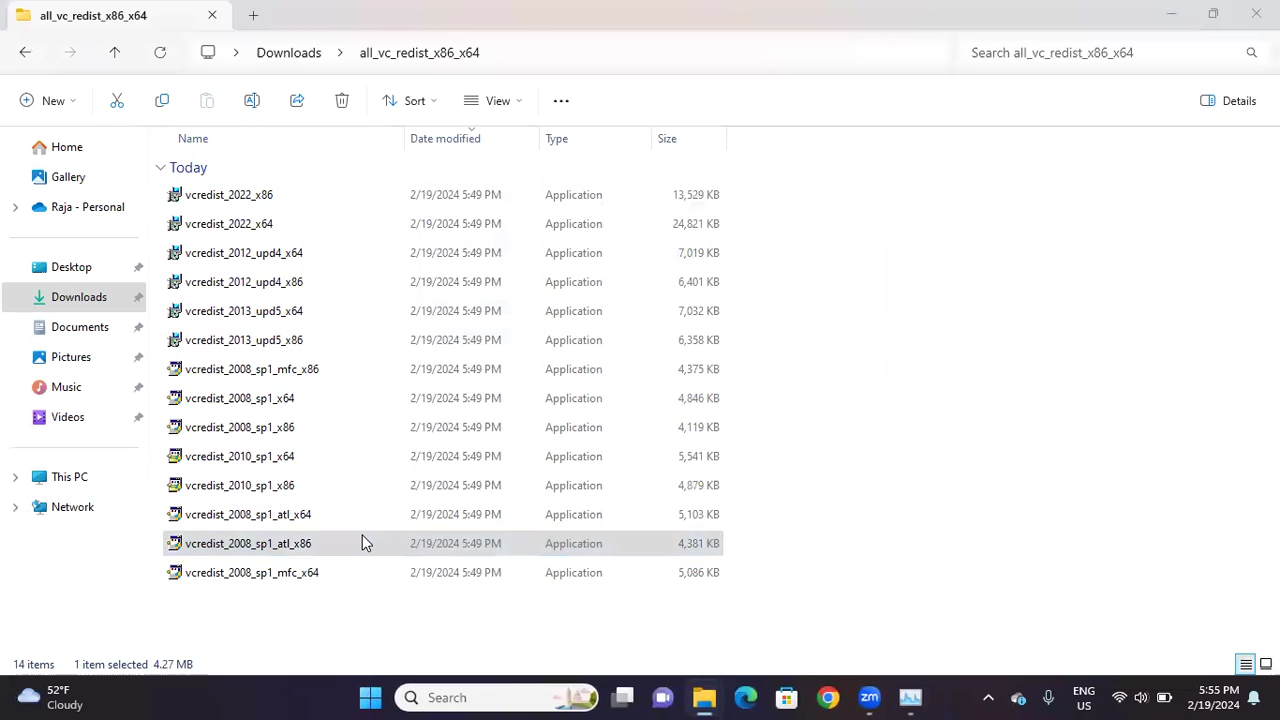 all_vc_redist_x86_x64
Downloads all_vc_redist_x86_x64 Search all_vc_redist_x86_x64
New Sort View Details
Name Date modified Type Size
Today
Home
Gallery
Raja - Personal
Desktop
Downloads
Documents
Pictures
Music
Videos
This PC
Network
vcredist_2022_x86 2/19/2024 5:49 PM Application 13,529 KB
vcredist_2022_x64 2/19/2024 5:49 PM Application 24,821 KB
vcredist_2012_upd4_x64 2/19/2024 5:49 PM Application 7,019 KB
vcredist_2012_upd4_x86 2/19/2024 5:49 PM Application 6,401 KB
vcredist_2013_upd5_x64 2/19/2024 5:49 PM Application 7,032 KB
vcredist_2013_upd5_x86 2/19/2024 5:49 PM Application 6,358 KB
vcredist_2008_sp1_mfc_x86 2/19/2024 5:49 PM Application 4,375 KB
vcredist_2008_sp1_x64 2/19/2024 5:49 PM Application 4,846 KB
vcredist_2008_sp1_x86 2/19/2024 5:49 PM Application 4,119 KB
vcredist_2010_sp1_x64 2/19/2024 5:49 PM Application 5,541 KB
vcredist_2010_sp1_x86 2/19/2024 5:49 PM Application 4,879 KB
vcredist_2008_sp1_atl_x64 2/19/2024 5:49 PM Application 5,103 KB
vcredist_2008_sp1_atl_x86 2/19/2024 5:49 PM Application 4,381 KB
vcredist_2008_sp1_mfc_x64 2/19/2024 5:49 PM Application 5,086 KB
14 items 1 item selected 4.27 MB
52°F
Cloudy
Search
zm
ENG
US
5:55 PM
2/19/2024